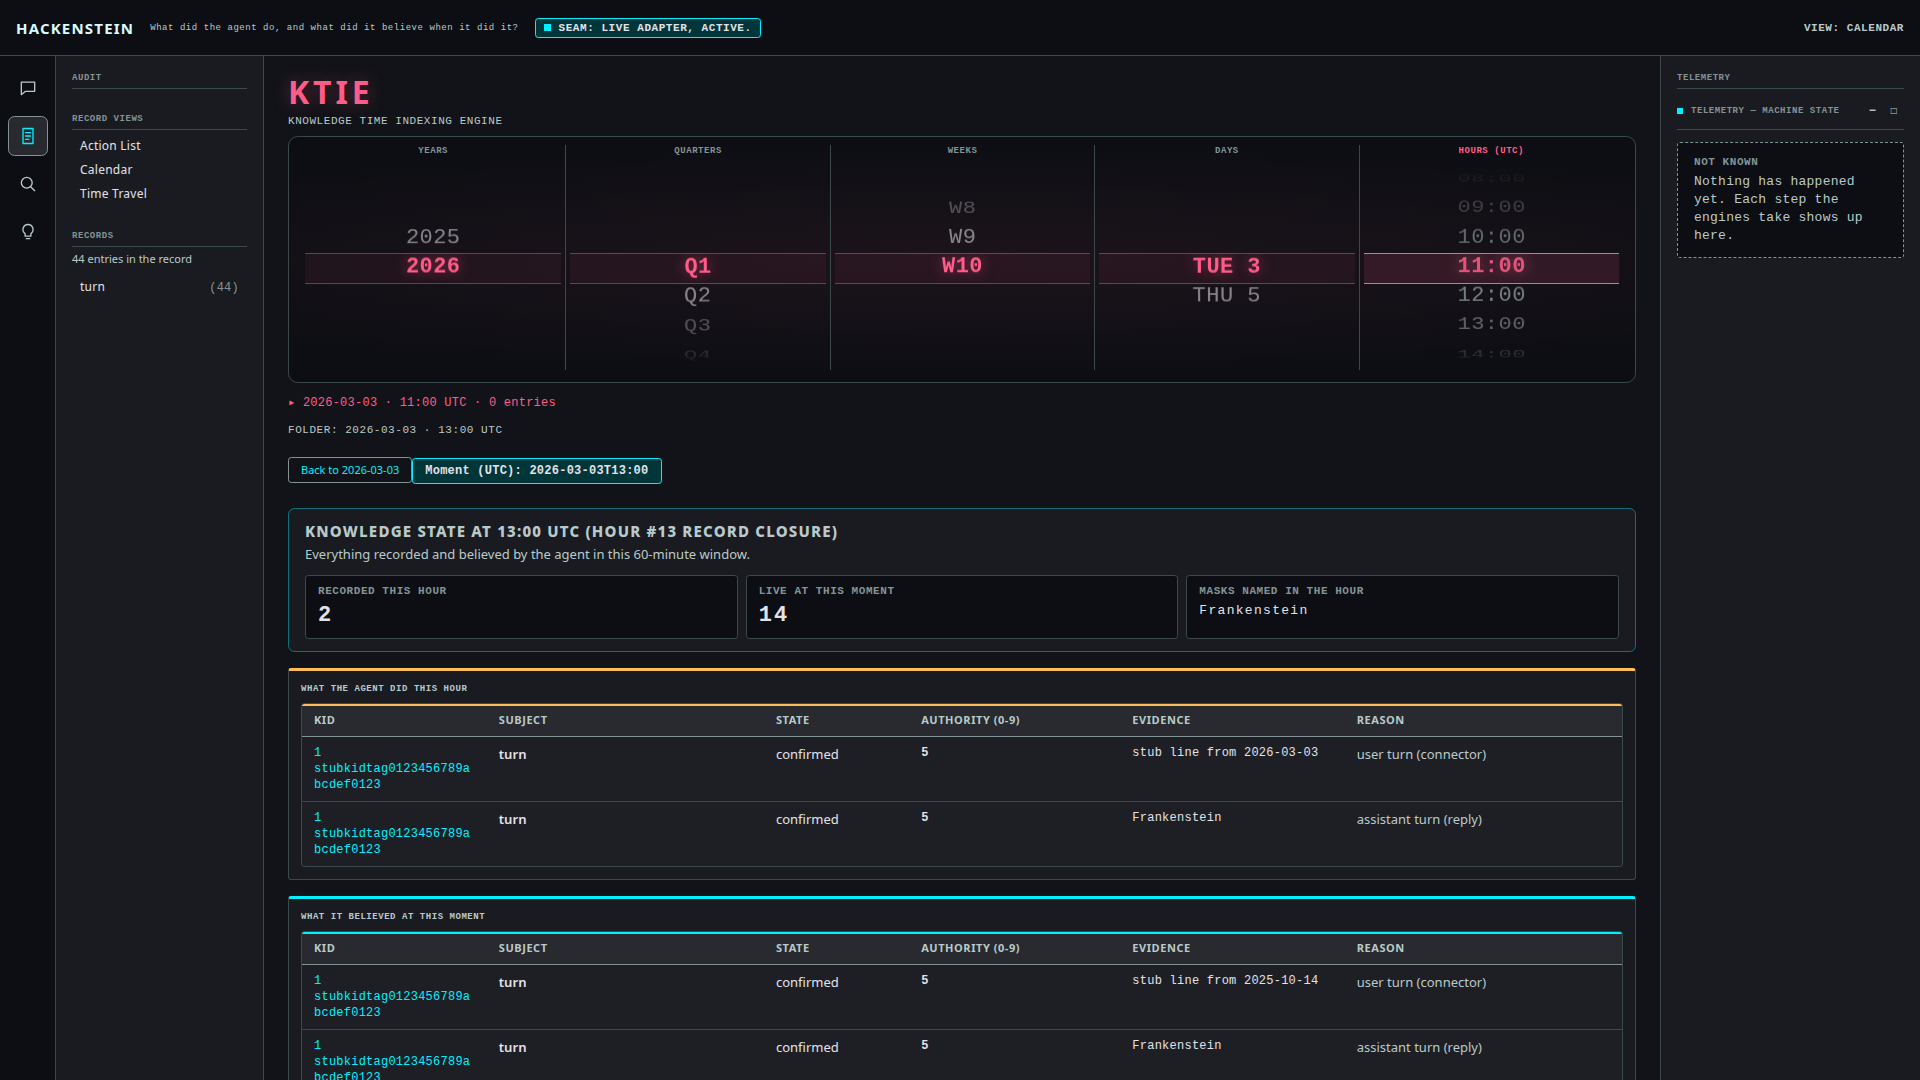 HACKENSTEIN
What did the agent do, and what did it believe when it did it?
SEAM: LIVE ADAPTER, ACTIVE.
VIEW: CALENDAR
AUDIT
RECORD VIEWS
Action List
Calendar
Time Travel
RECORDS
44 entries in the record
turn (44)
KTIE
KNOWLEDGE TIME INDEXING ENGINE
YEARS
2025
2026
QUARTERS
Q1
Q2
Q3
Q4
WEEKS
W8
W9
W10
DAYS
TUE 3
THU 5
HOURS (UTC)
08:00
09:00
10:00
11:00
12:00
13:00
14:00
▸ 2026-03-03 · 11:00 UTC · 0 entries
FOLDER: 2026-03-03 · 13:00 UTC
Back to 2026-03-03
Moment (UTC): 2026-03-03T13:00
KNOWLEDGE STATE AT 13:00 UTC (HOUR #13 RECORD CLOSURE)
Everything recorded and believed by the agent in this 60-minute window.
RECORDED THIS HOUR
2
LIVE AT THIS MOMENT
14
MASKS NAMED IN THE HOUR
Frankenstein
WHAT THE AGENT DID THIS HOUR
KID SUBJECT STATE AUTHORITY (0-9) EVIDENCE REASON
1 turn confirmed 5 stub line from 2026-03-03 user turn (connector)
stubkidtag0123456789a
bcdef0123
1 turn confirmed 5 Frankenstein assistant turn (reply)
stubkidtag0123456789a
bcdef0123
WHAT IT BELIEVED AT THIS MOMENT
KID SUBJECT STATE AUTHORITY (0-9) EVIDENCE REASON
1 turn confirmed 5 stub line from 2025-10-14 user turn (connector)
stubkidtag0123456789a
bcdef0123
1 turn confirmed 5 Frankenstein assistant turn (reply)
stubkidtag0123456789a
bcdef0123
TELEMETRY
TELEMETRY — MACHINE STATE
NOT KNOWN
Nothing has happened
yet. Each step the
engines take shows up
here.